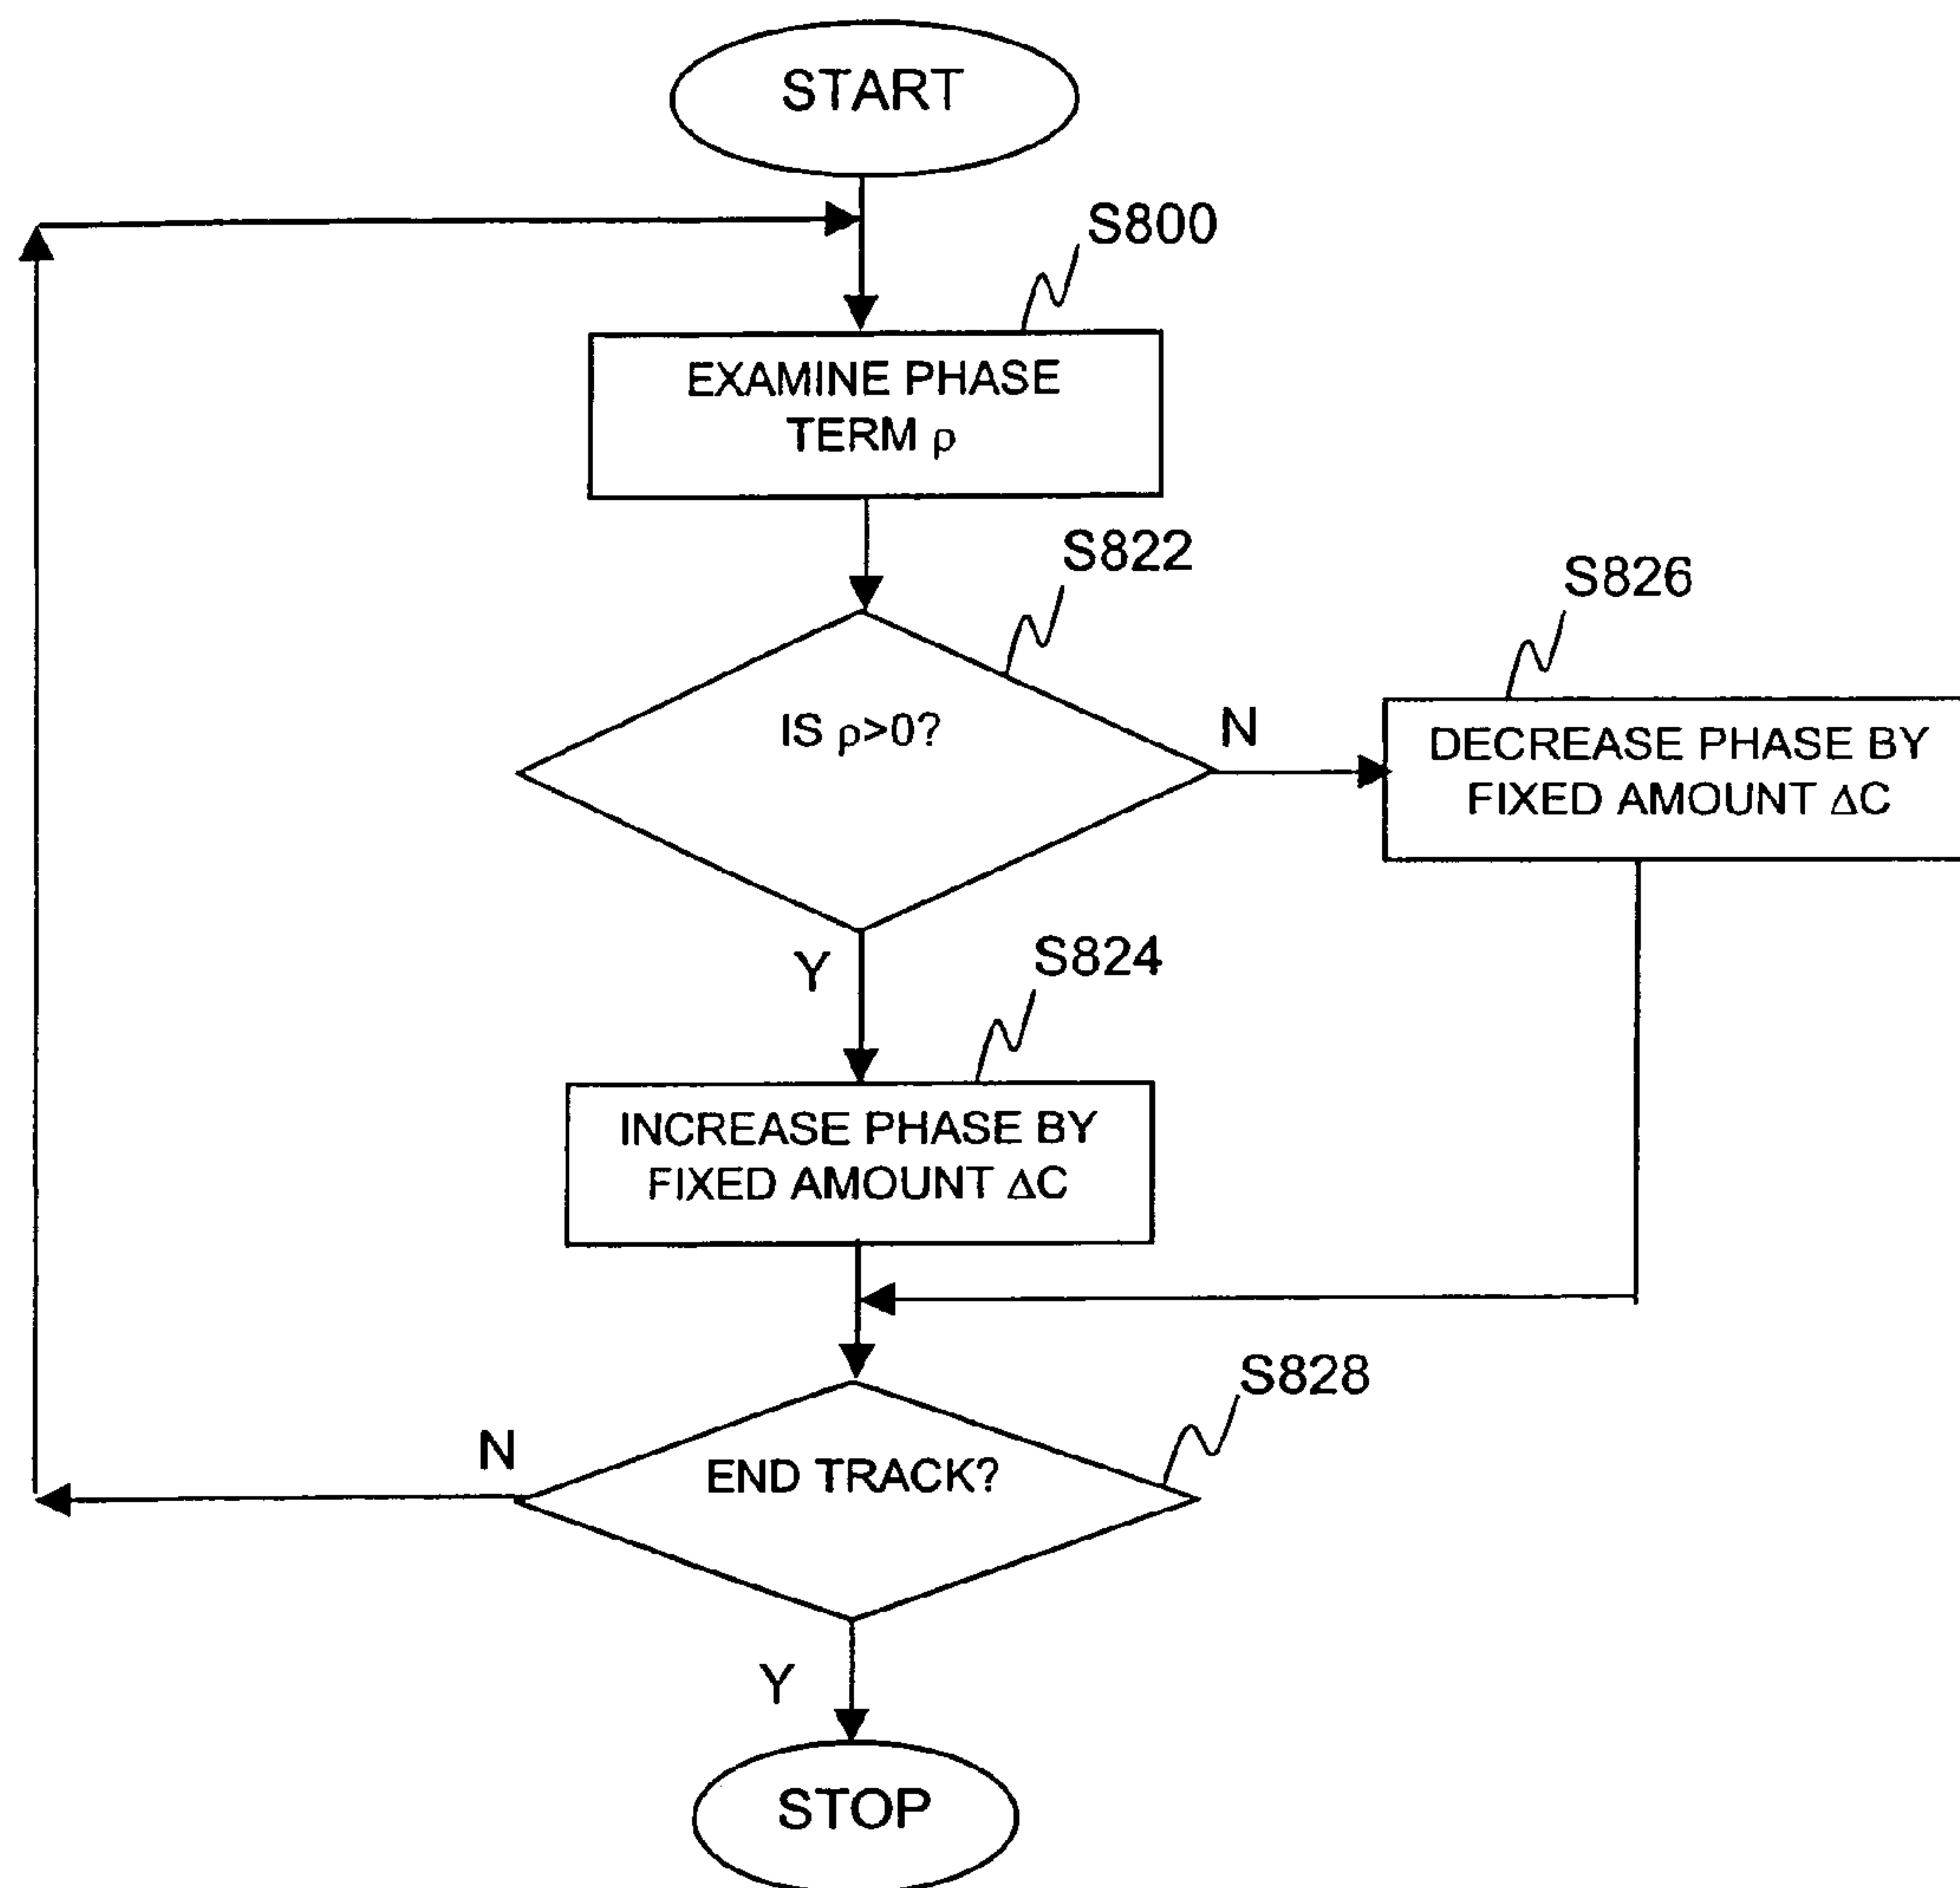 START
S800
EXAMINE PHASE
TERM ρ
S822
IS ρ>0?
N
S826
DECREASE PHASE BY
FIXED AMOUNT ΔC
Y
S824
INCREASE PHASE BY
FIXED AMOUNT ΔC
S828
END TRACK?
N
Y
STOP